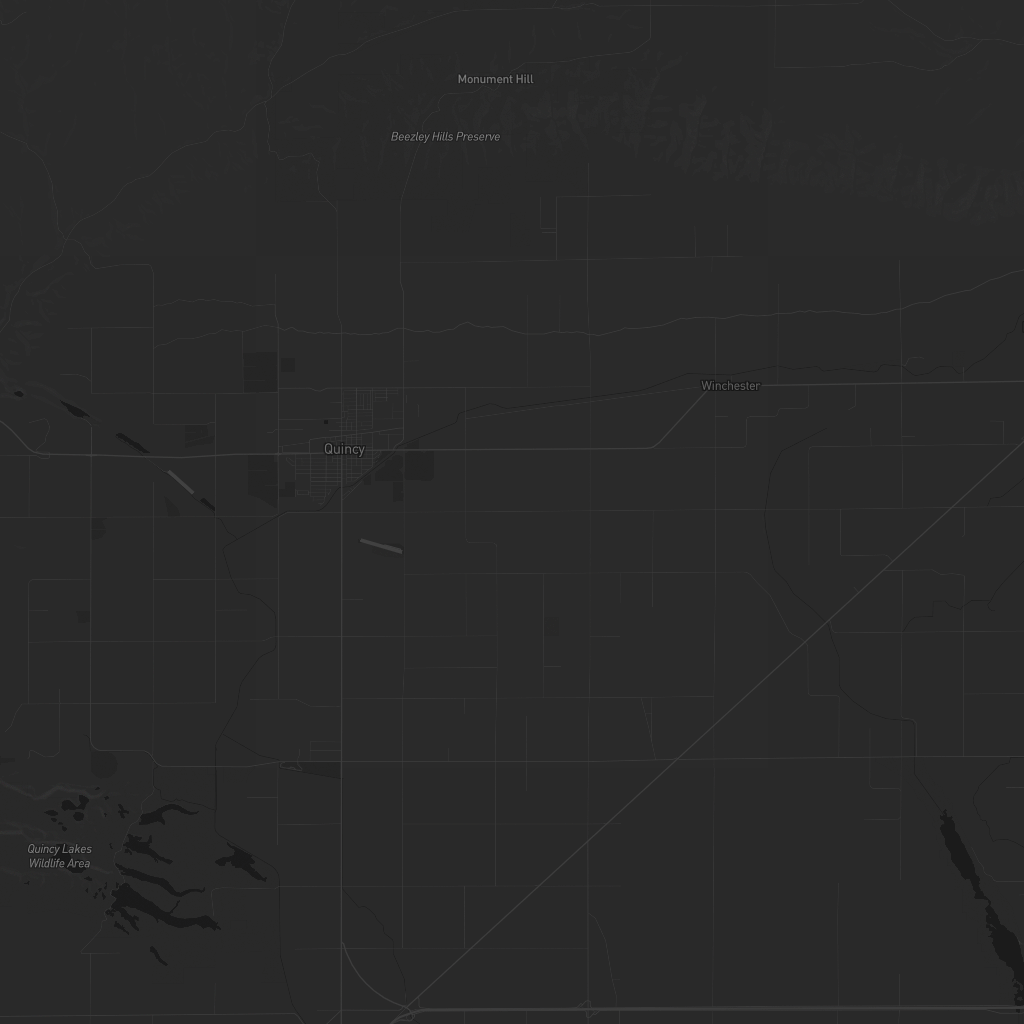 Monument Hill
Beezley Hills Preserve
Winchester
Quincy
Quincy Lakes
Wildlife Area